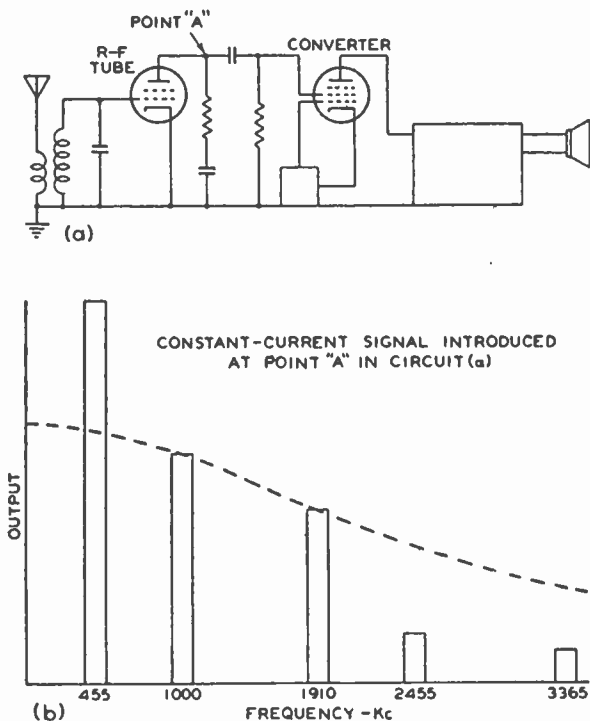 POINT "A"
R-F
TUBE
CONVERTER
(a)
CONSTANT-CURRENT SIGNAL INTRODUCED
AT POINT "A" IN CIRCUIT (a)
OUTPUT
455 1000 1910 2455 3365
(b) FREQUENCY - Kc